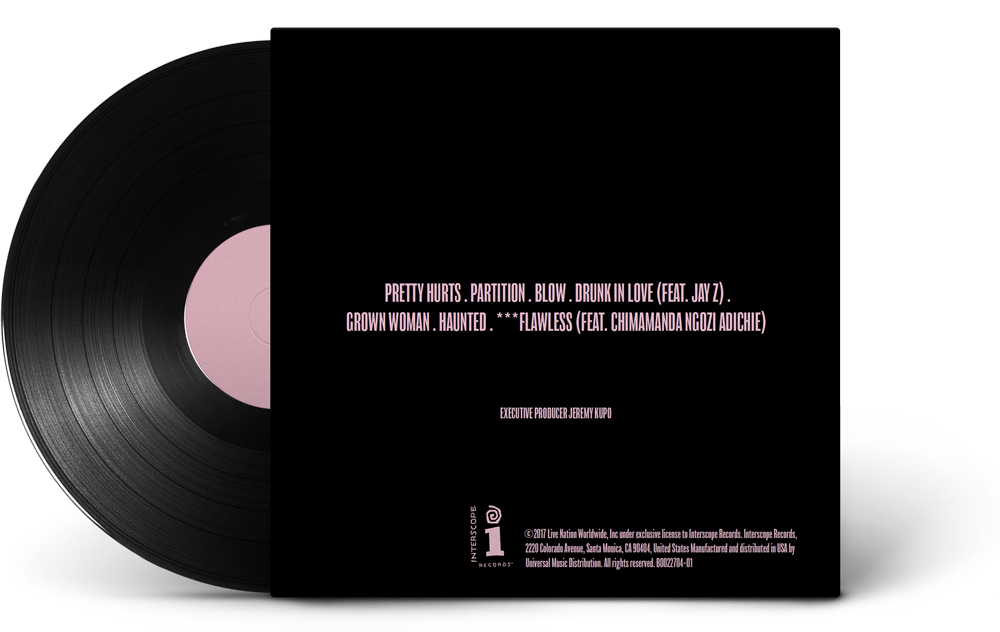 PRETTY HURTS . PARTITION . BLOW . DRUNK IN LOVE (FEAT. JAY Z) .
GROWN WOMAN . HAUNTED . ***FLAWLESS (FEAT. CHIMAMANDA NGOZI ADICHIE)
EXECUTIVE PRODUCER JEREMY KUPO
INTERSCOPE
i
RECORDS
©2017 Live Nation Worldwide, Inc under exclusive license to Interscope Records. Interscope Records,
2220 Colorado Avenue, Santa Monica, CA 90404, United States Manufactured and distributed in USA by
Universal Music Distribution. All rights reserved. B0022704-01